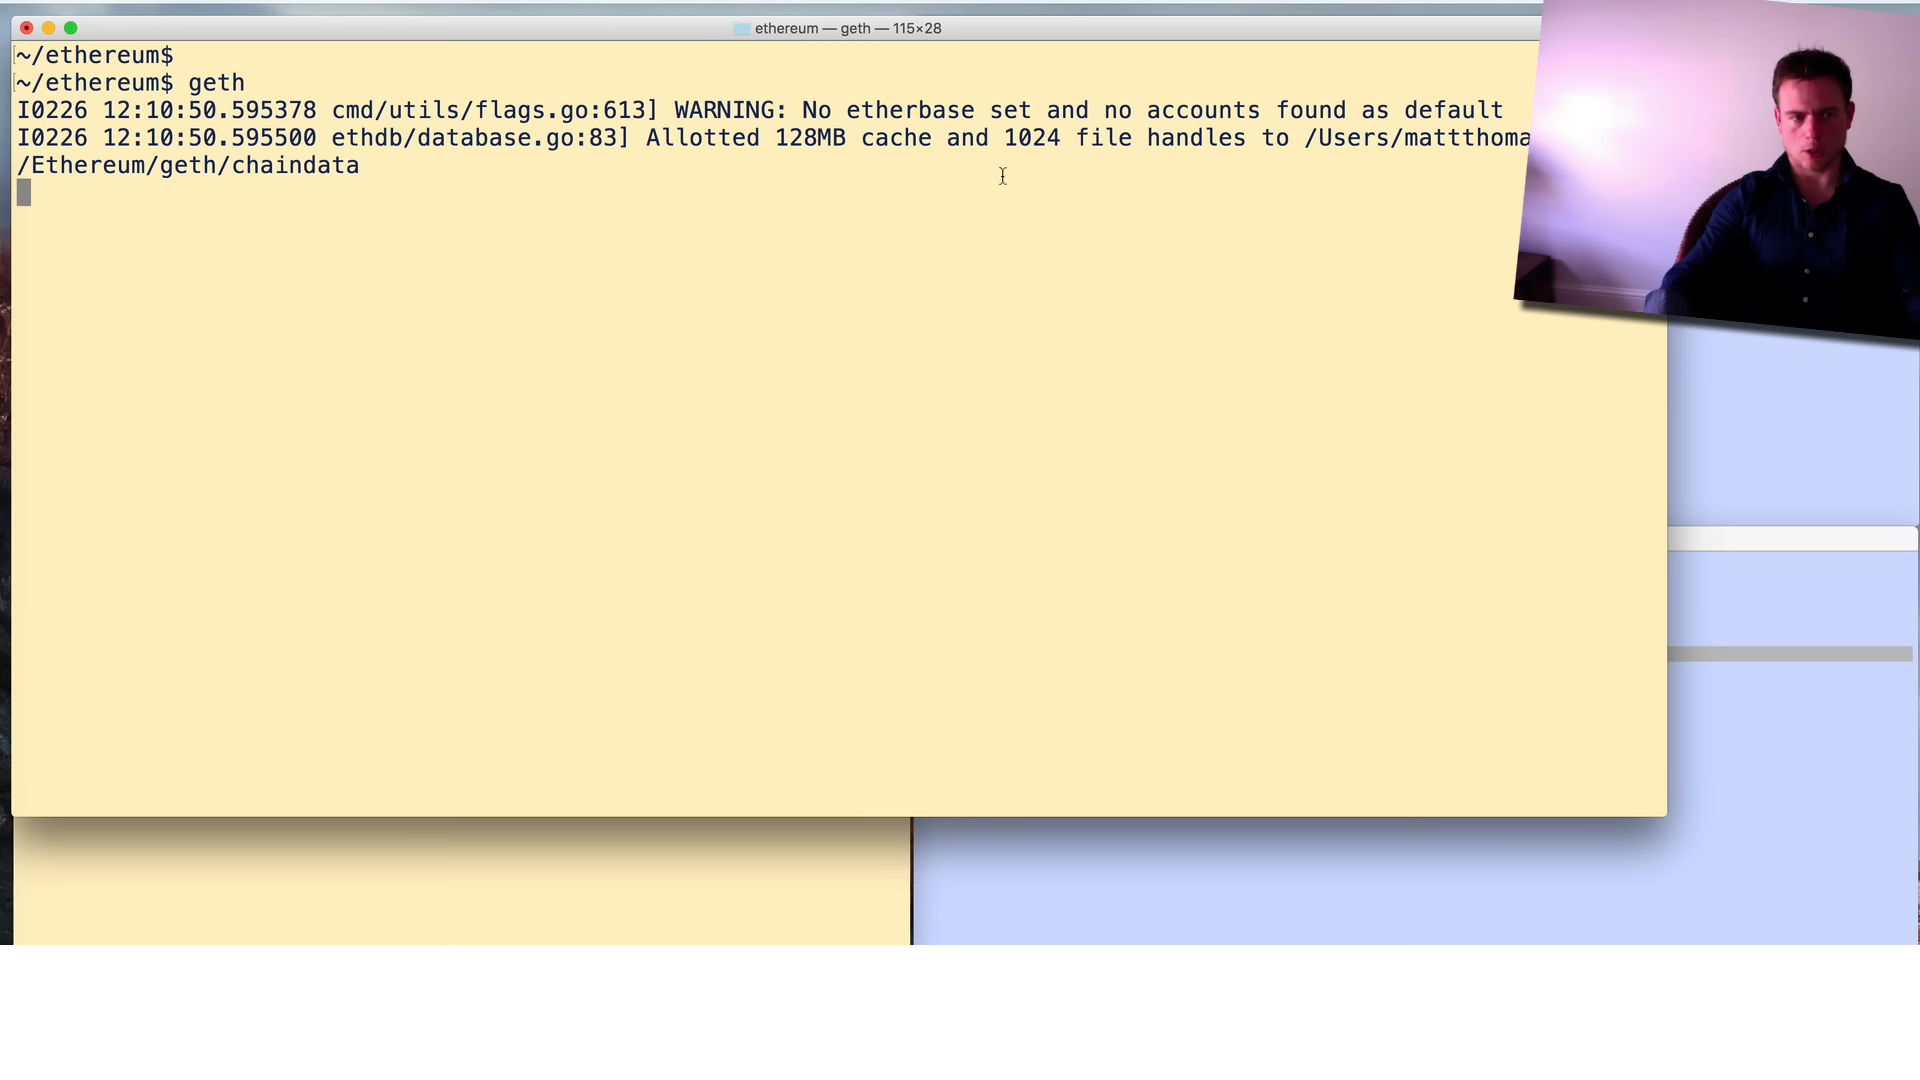 ethereum — geth — 115×28
~/ethereum$
~/ethereum$ geth
I0226 12:10:50.595378 cmd/utils/flags.go:613] WARNING: No etherbase set and no accounts found as default
I0226 12:10:50.595500 ethdb/database.go:83] Allotted 128MB cache and 1024 file handles to /Users/mattthoma
/Ethereum/geth/chaindata